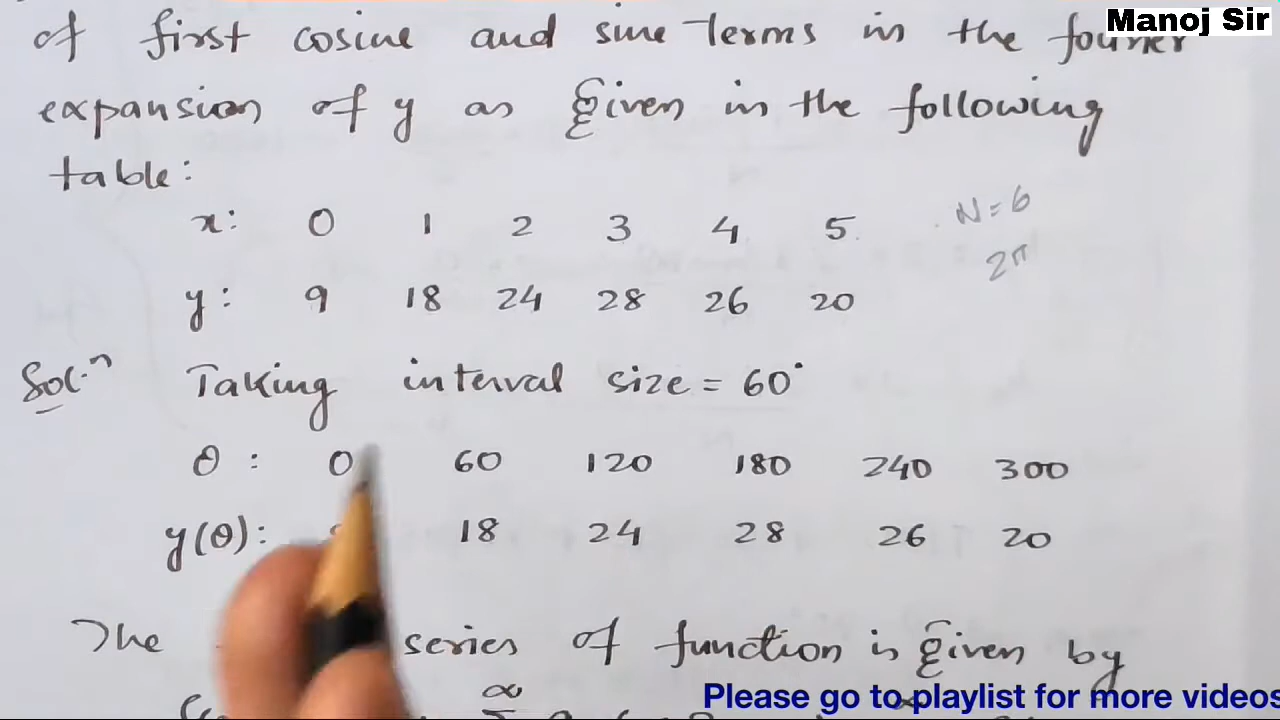 Manoj Sir
of first cosine and sine terms in the fourier
expansion of y as given in the following
table:
x: 0 1 2 3 4 5
N=6
2π
y: 9 18 24 28 26 20
Sol.n Taking interval size = 60°
θ: 0 60 120 180 240 300
y(θ): 18 24 28 26 20
The series of function is given by
∞
Please go to playlist for more videos